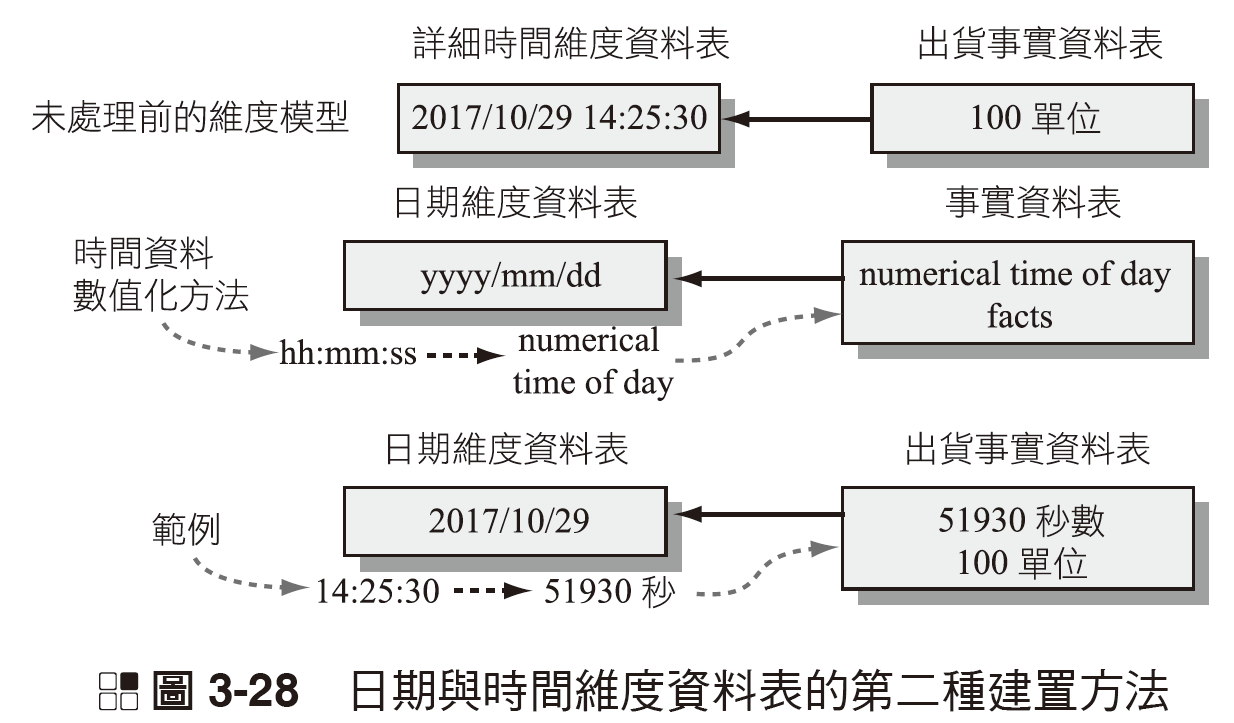 詳細時間維度資料表
出貨事實資料表
未處理前的維度模型
2017/10/29 14:25:30
100 單位
日期維度資料表
事實資料表
時間資料
數值化方法
yyyy/mm/dd
numerical time of day
facts
hh:mm:ss
numerical
time of day
日期維度資料表
出貨事實資料表
範例
2017/10/29
51930 秒數
100 單位
14:25:30
51930 秒
圖 3-28 日期與時間維度資料表的第二種建置方法